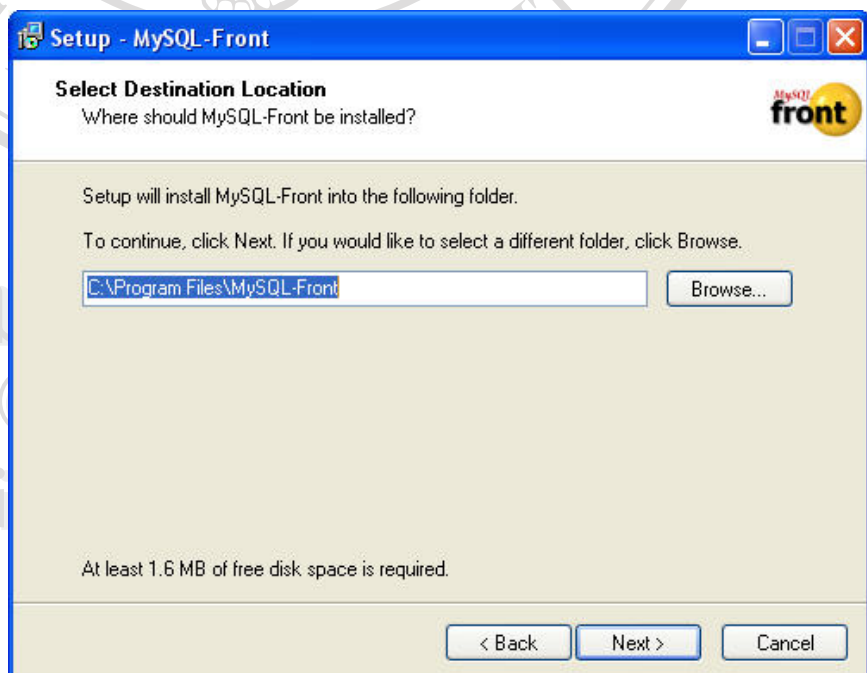 Setup - MySQL-Front
Select Destination Location
Where should MySQL-Front be installed?
MySQL
front
Setup will install MySQL-Front into the following folder.
To continue, click Next. If you would like to select a different folder, click Browse.
C:\Program Files\MySQL-Front
Browse...
At least 1.6 MB of free disk space is required.
< Back
Next >
Cancel